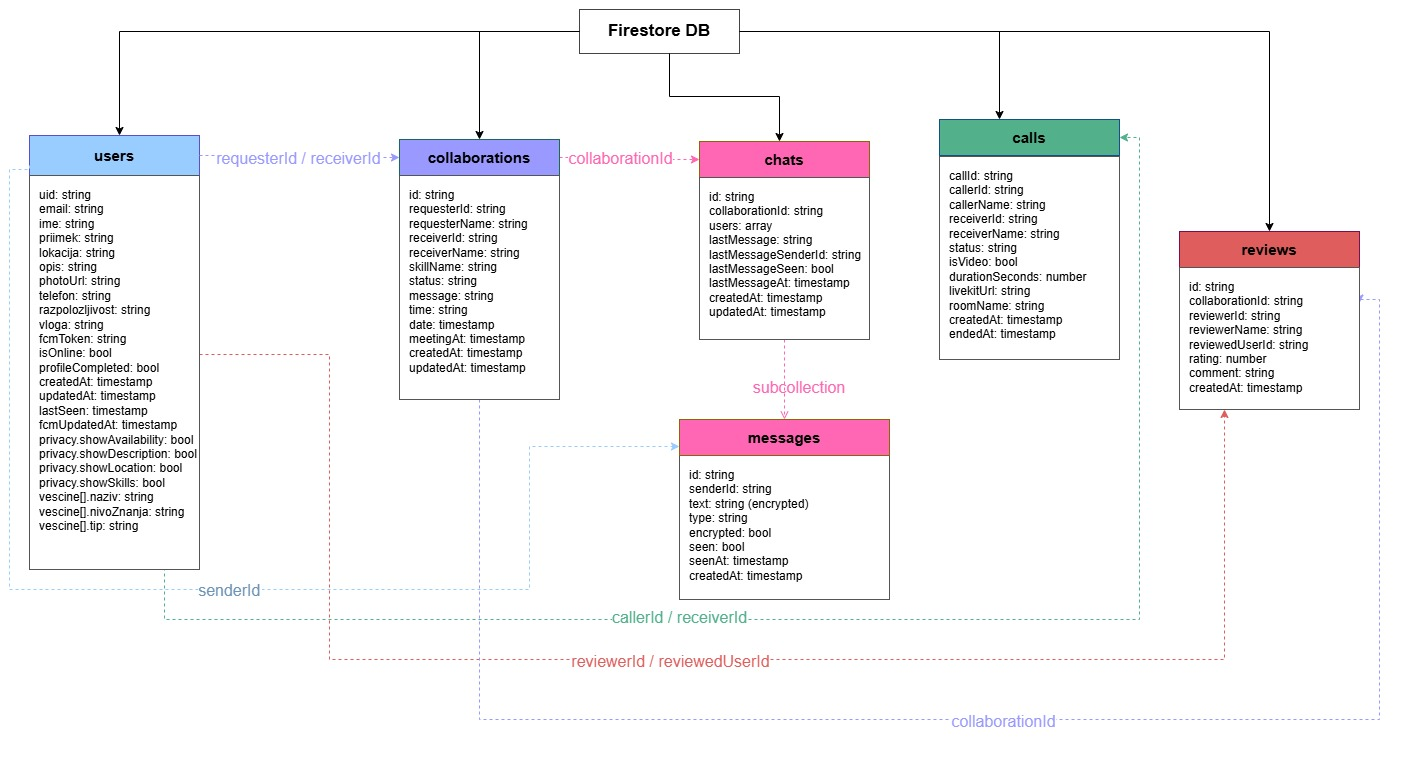 Firestore DB
users
uid: string
email: string
ime: string
priimek: string
lokacija: string
opis: string
photoUrl: string
telefon: string
razpolozljivost: string
vloga: string
fcmToken: string
isOnline: bool
profileCompleted: bool
createdAt: timestamp
updatedAt: timestamp
lastSeen: timestamp
fcmUpdatedAt: timestamp
privacy.showAvailability: bool
privacy.showDescription: bool
privacy.showLocation: bool
privacy.showSkills: bool
vescine[].naziv: string
vescine[].nivoZnanja: string
vescine[].tip: string
requesterId / receiverId
collaborations
id: string
requesterId: string
requesterName: string
receiverId: string
receiverName: string
skillName: string
status: string
message: string
time: string
date: timestamp
meetingAt: timestamp
createdAt: timestamp
updatedAt: timestamp
collaborationId
chats
id: string
collaborationId: string
users: array
lastMessage: string
lastMessageSenderId: string
lastMessageSeen: bool
lastMessageAt: timestamp
createdAt: timestamp
updatedAt: timestamp
subcollection
messages
id: string
senderId: string
text: string (encrypted)
type: string
encrypted: bool
seen: bool
seenAt: timestamp
createdAt: timestamp
calls
callId: string
callerId: string
callerName: string
receiverId: string
receiverName: string
status: string
isVideo: bool
durationSeconds: number
livekitUrl: string
roomName: string
createdAt: timestamp
endedAt: timestamp
reviews
id: string
collaborationId: string
reviewerId: string
reviewerName: string
reviewedUserId: string
rating: number
comment: string
createdAt: timestamp
senderId
callerId / receiverId
reviewerId / reviewedUserId
collaborationId